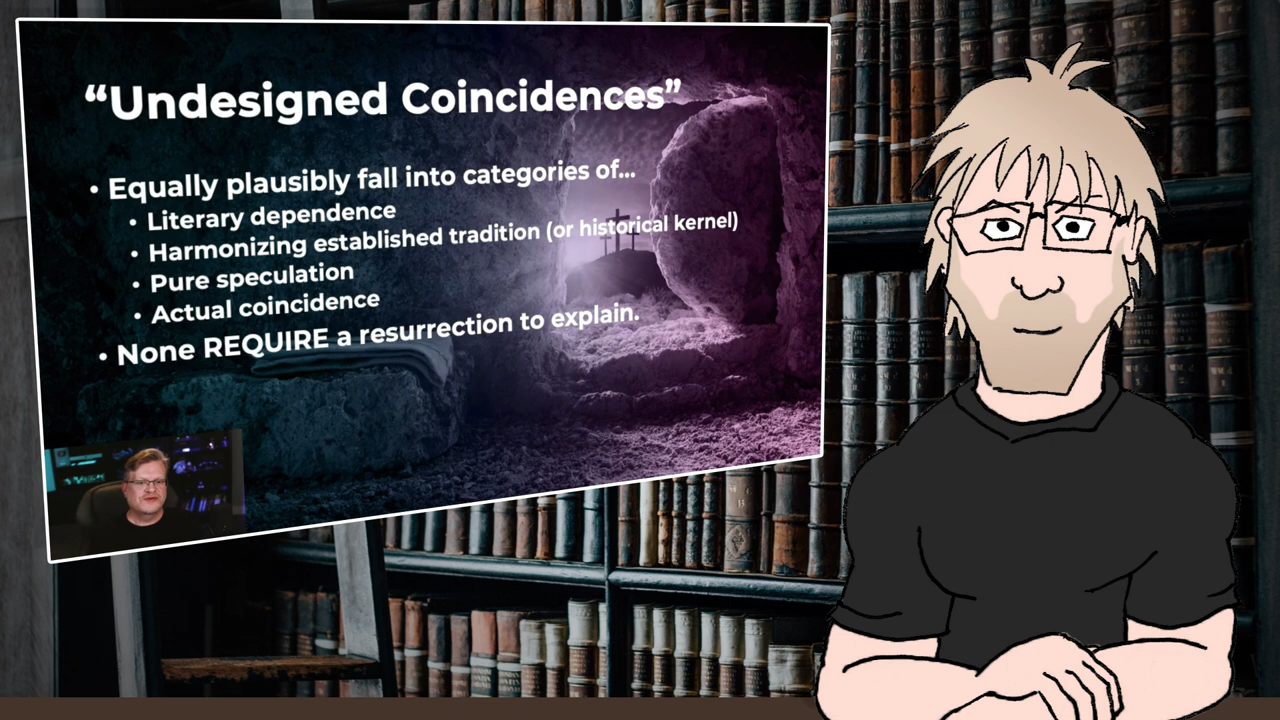 “Undesigned Coincidences”
• Equally plausibly fall into categories of...
• Literary dependence
• Harmonizing established tradition (or historical kernel)
• Pure speculation
• Actual coincidence
• None REQUIRE a resurrection to explain.